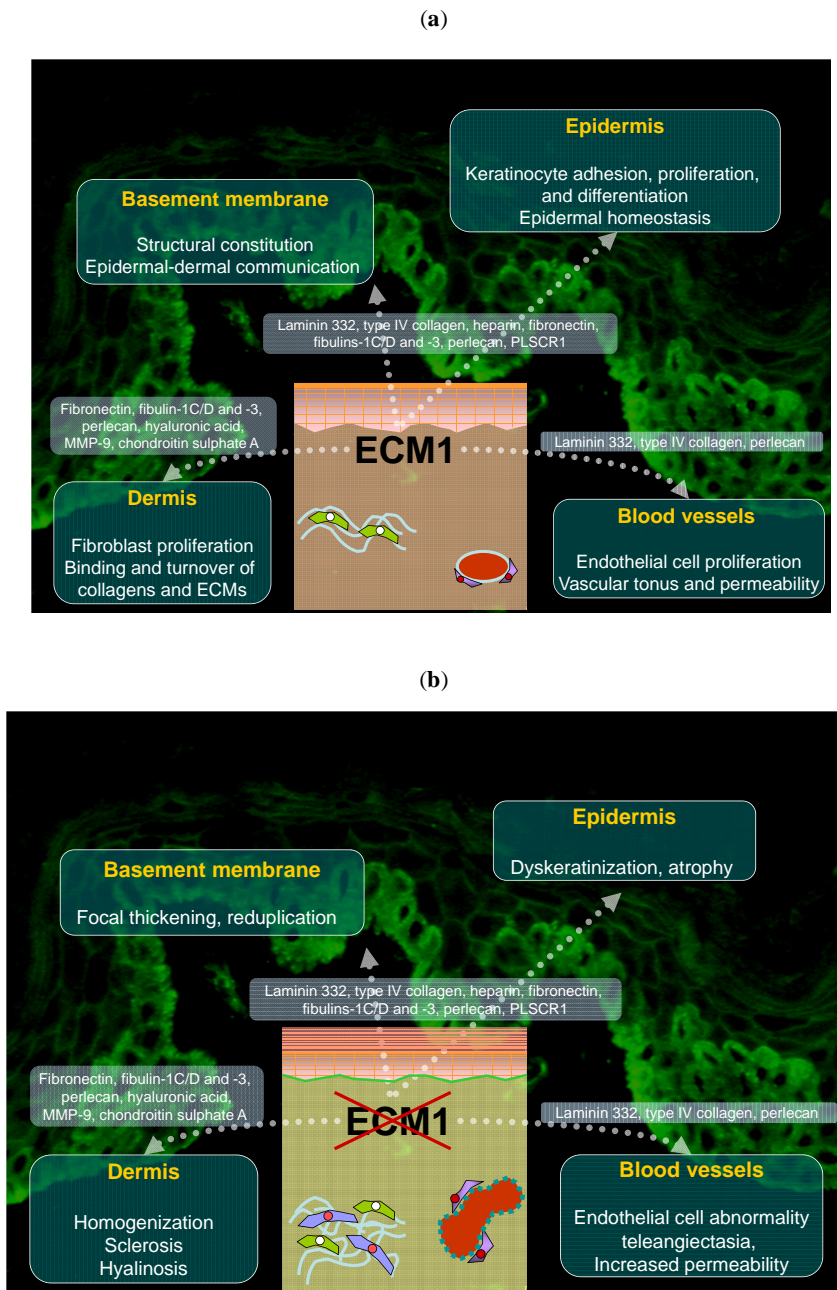 (a)
Epidermis
Keratinocyte adhesion, proliferation,
and differentiation
Epidermal homeostasis
Basement membrane
Structural constitution
Epidermal-dermal communication
Laminin 332, type IV collagen, heparin, fibronectin,
fibulins-1C/D and -3, perlecan, PLSCR1
Fibronectin, fibulin-1C/D and -3,
perlecan, hyaluronic acid,
MMP-9, chondroitin sulphate A
ECM1
Laminin 332, type IV collagen, perlecan
Dermis
Fibroblast proliferation
Binding and turnover of
collagens and ECMs
Blood vessels
Endothelial cell proliferation
Vascular tonus and permeability
(b)
Epidermis
Dyskeratinization, atrophy
Basement membrane
Focal thickening, reduplication
Laminin 332, type IV collagen, heparin, fibronectin,
fibulins-1C/D and -3, perlecan, PLSCR1
Fibronectin, fibulin-1C/D and -3,
perlecan, hyaluronic acid,
MMP-9, chondroitin sulphate A
ECM1
Laminin 332, type IV collagen, perlecan
Dermis
Homogenization
Sclerosis
Hyalinosis
Blood vessels
Endothelial cell abnormality
teleangiectasia,
Increased permeability